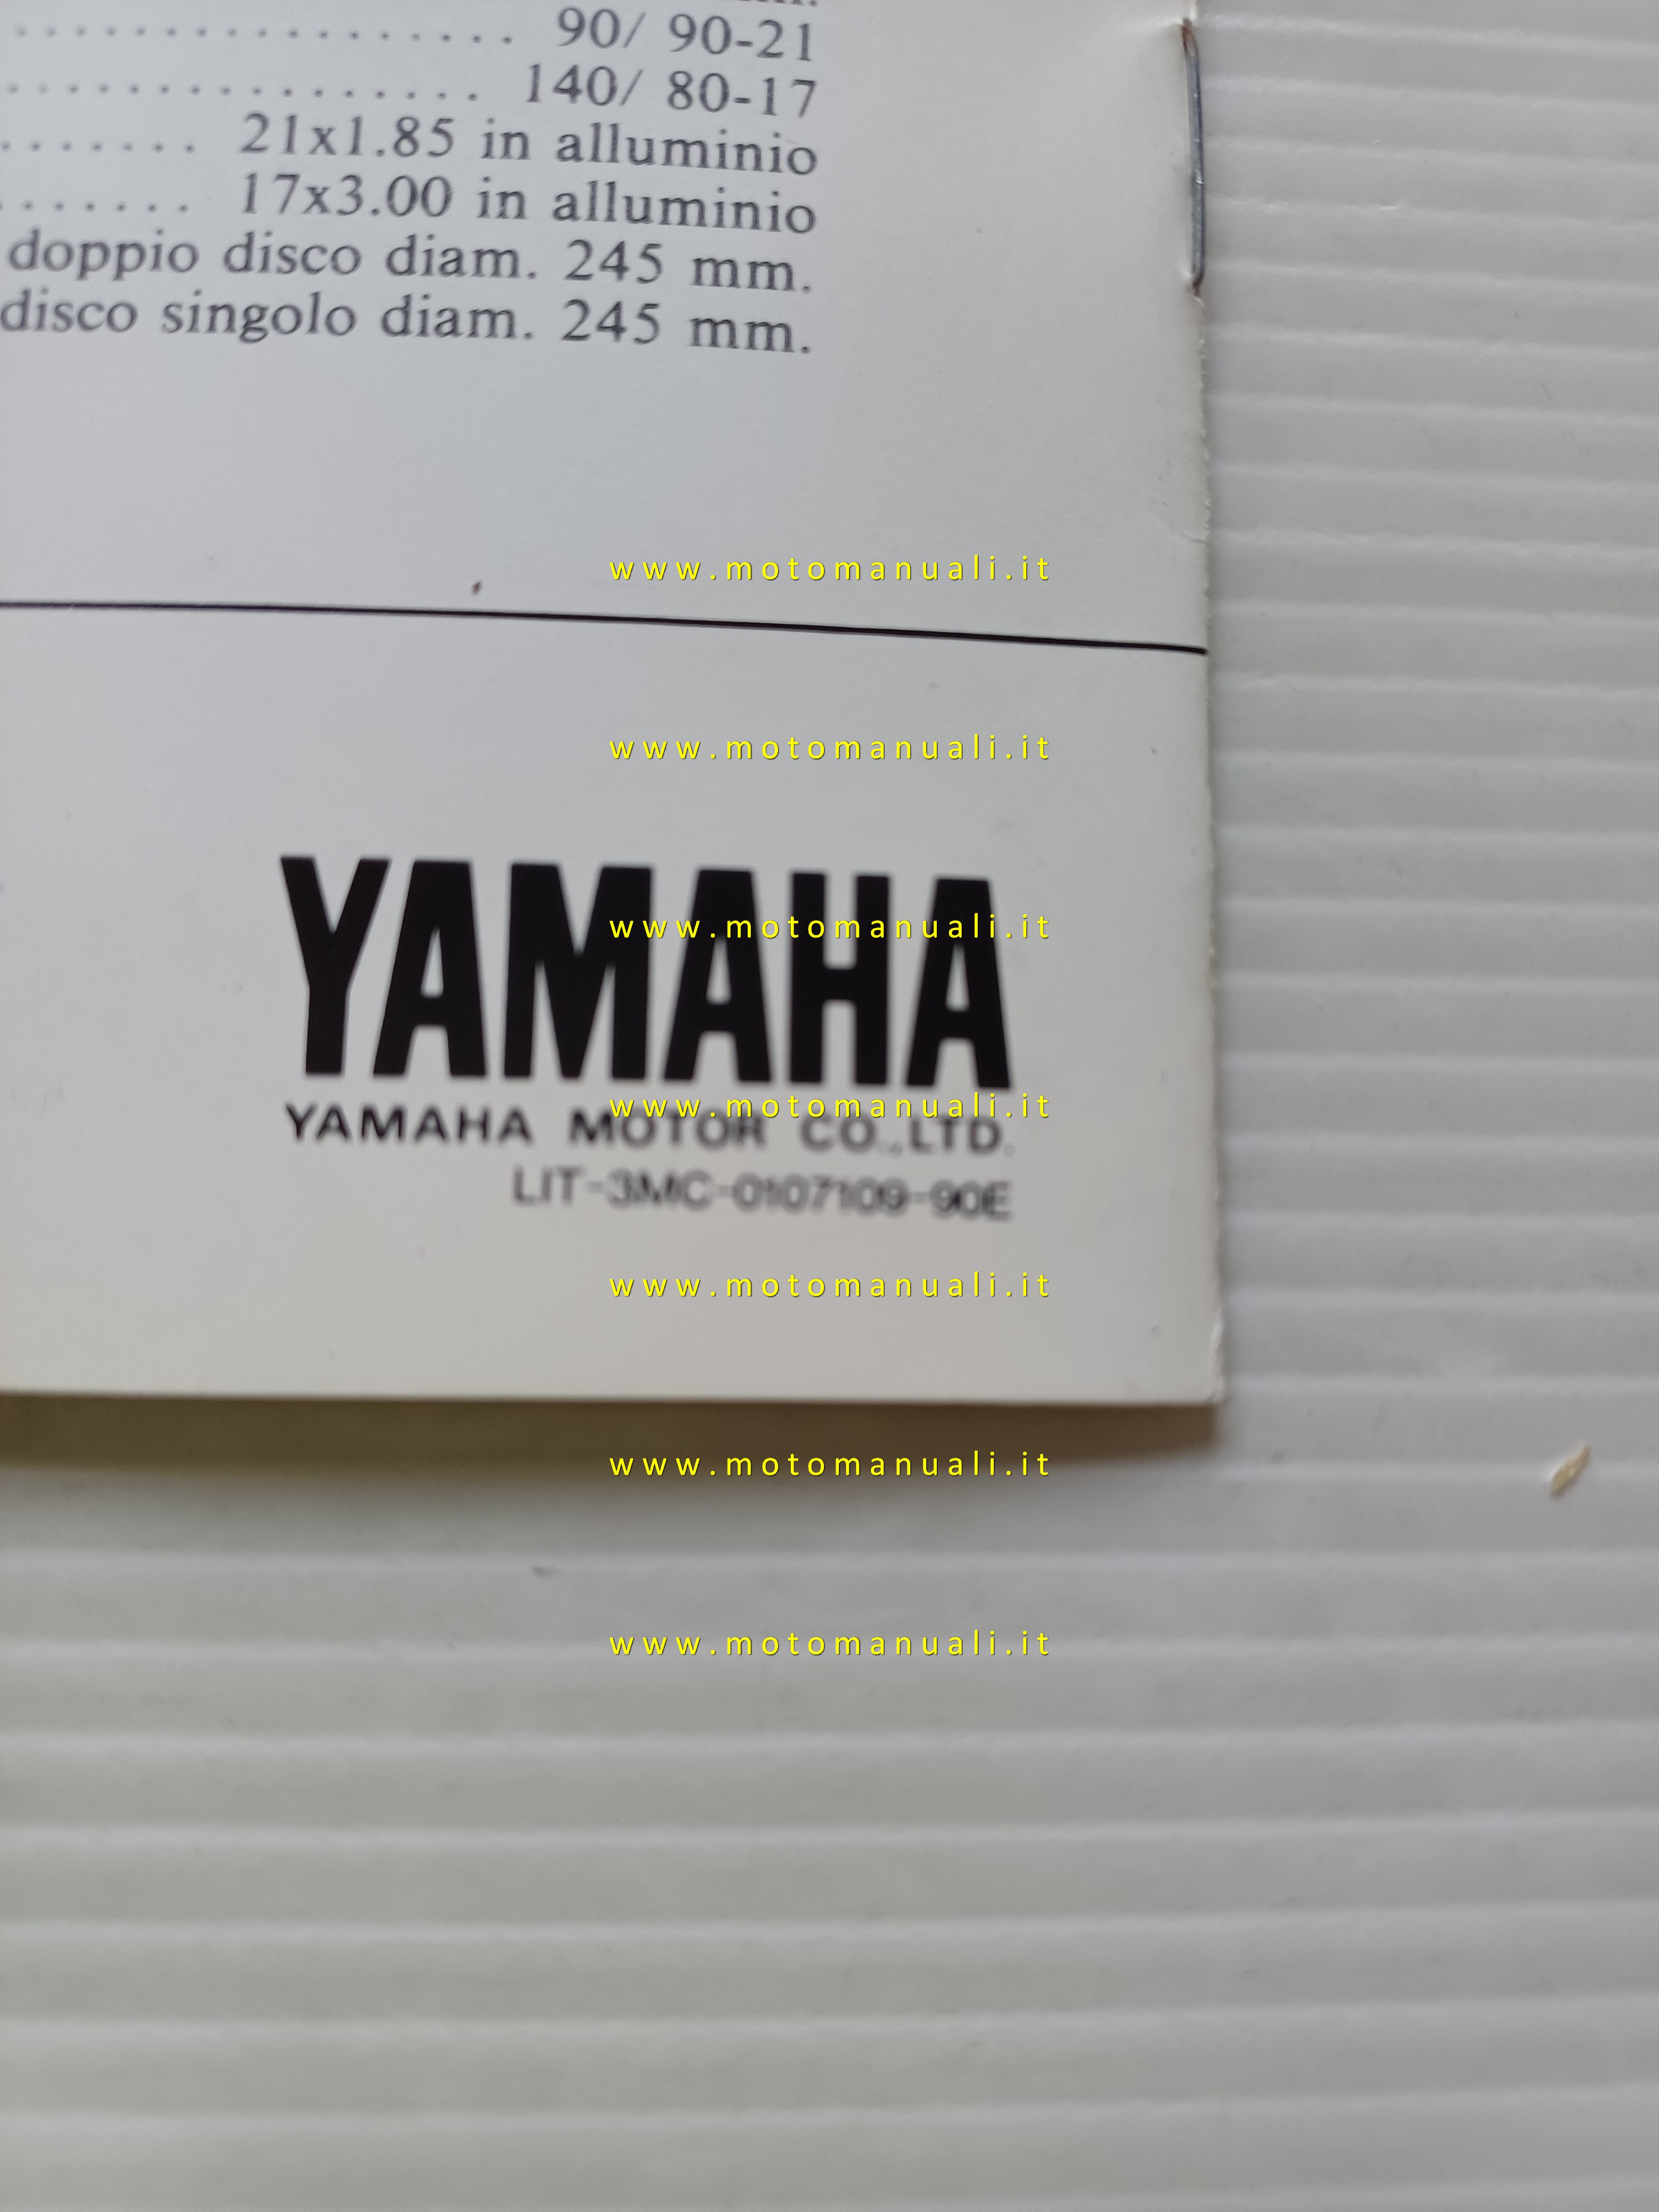 90/ 90-21
140/ 80-17
21x1.85 in alluminio
17x3.00 in alluminio
doppio disco diam. 245 mm.
disco singolo diam. 245 mm.
www.motomanuali.it
www.motomanuali.it
YAMAHA
www.motomanuali.it
www.motomanuali.it
YAMAHA MOTOR CO.,LTD.
LIT-3MC-0107109-90E
www.motomanuali.it
www.motomanuali.it
www.motomanuali.it